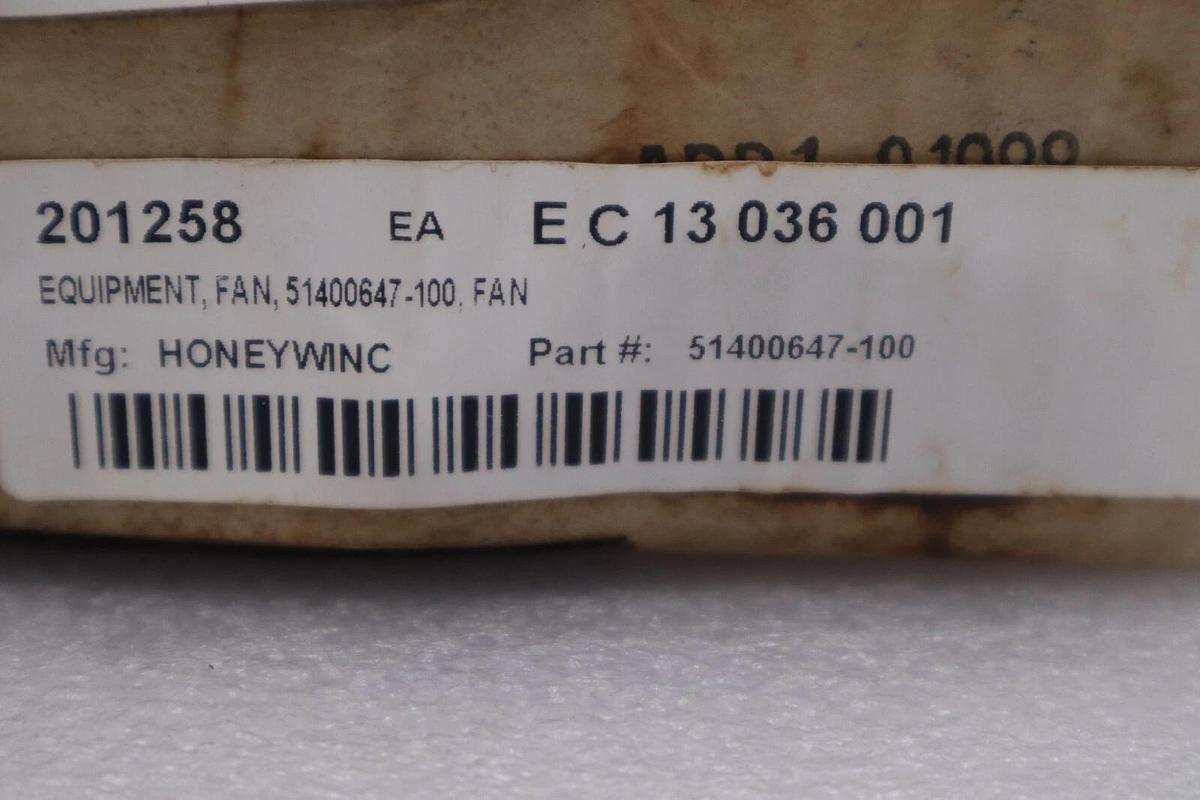 201258 EA E C 13 036 001
EQUIPMENT, FAN, 51400647-100, FAN
Mfg: HONEYWINC Part #: 51400647-100